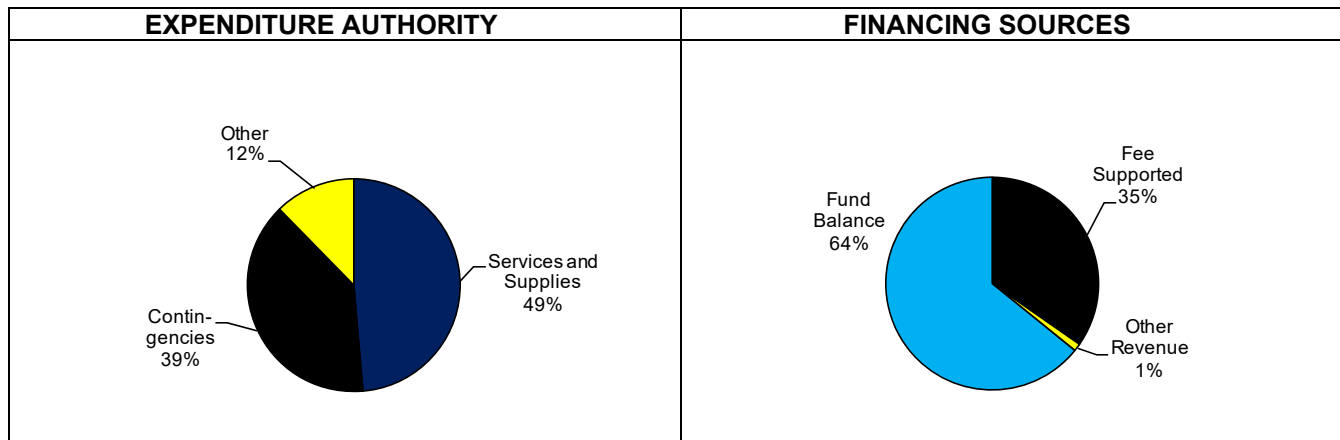 EXPENDITURE AUTHORITY
Other
12%
Services and
Supplies
49%
Contin-
gencies
39%
FINANCING SOURCES
Fee
Supported
35%
Fund
Balance
64%
Other
Revenue
1%